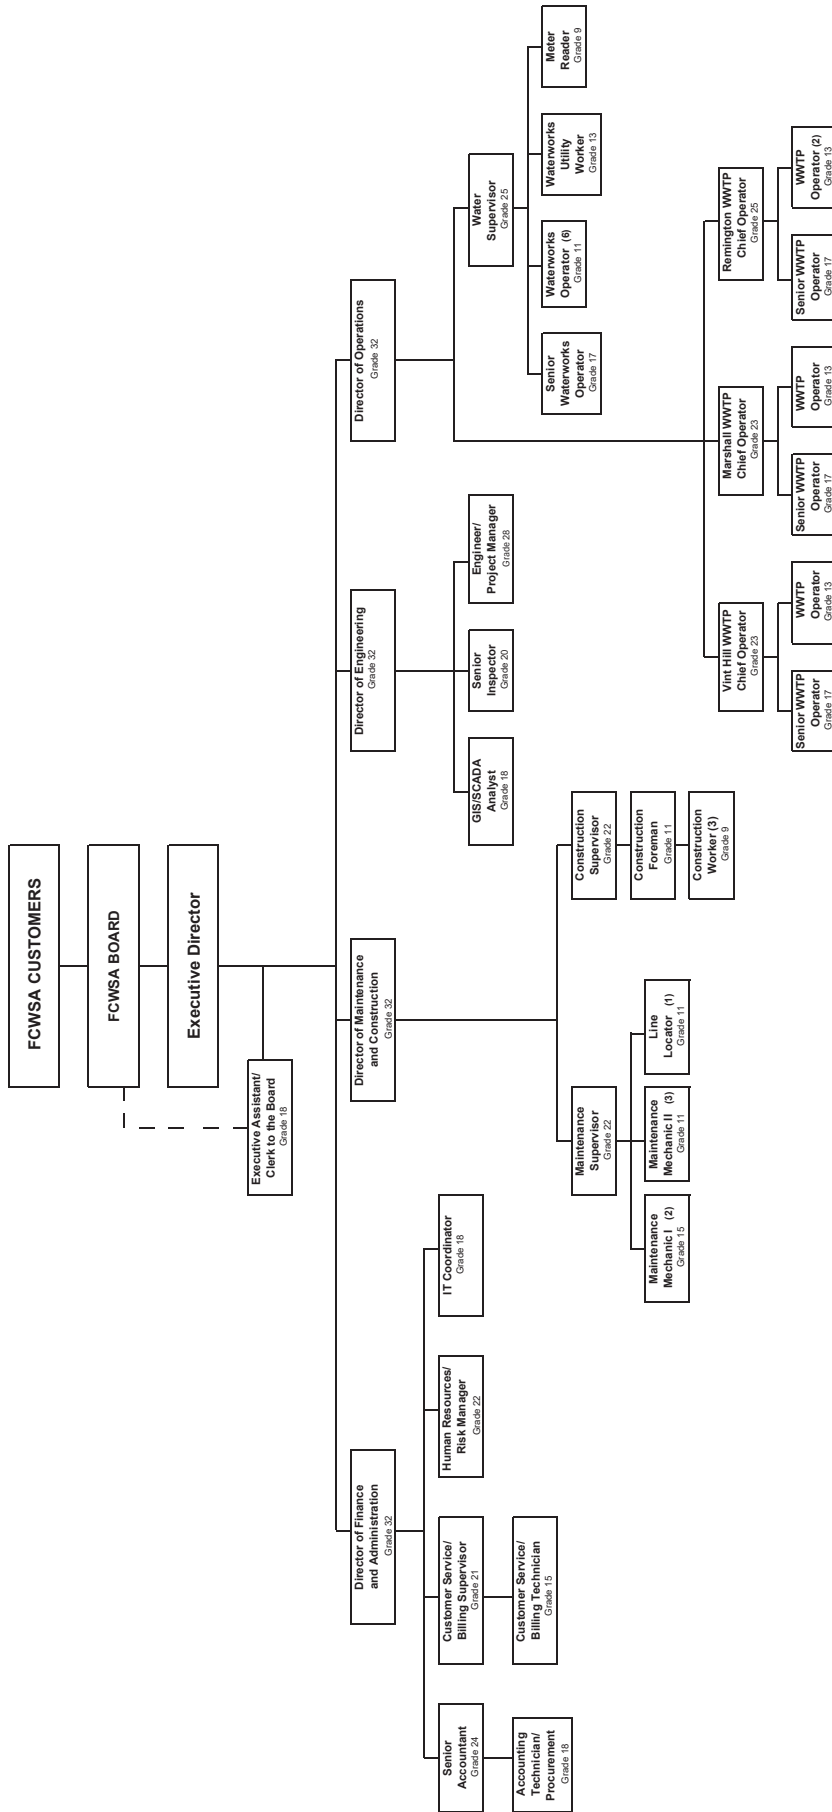 FCWSA CUSTOMERS
FCWSA BOARD
Executive Director
Executive Assistant/
Clerk to the Board
Grade 18
Director of Finance
and Administration
Grade 32
Director of Maintenance
and Construction
Grade 32
Director of Engineering
Grade 32
Director of Operations
Grade 32
Senior
Accountant
Grade 24
Customer Service/
Billing Supervisor
Grade 21
Human Resources/
Risk Manager
Grade 22
IT Coordinator
Grade 18
Accounting
Technician/
Procurement
Grade 18
Customer Service/
Billing Technician
Grade 15
Maintenance
Supervisor
Grade 22
Construction
Supervisor
Grade 22
Maintenance
Mechanic I (2)
Grade 15
Maintenance
Mechanic II (3)
Grade 11
Line
Locator (1)
Grade 11
Construction
Foreman
Grade 11
Construction
Worker (3)
Grade 9
GIS/SCADA
Analyst
Grade 18
Senior
Inspector
Grade 20
Engineer/
Project Manager
Grade 28
Water
Supervisor
Grade 25
Senior
Waterworks
Operator
Grade 17
Waterworks
Operator (6)
Grade 11
Waterworks
Utility
Worker
Grade 13
Meter
Reader
Grade 9
Vint Hill WWTP
Chief Operator
Grade 23
Marshall WWTP
Chief Operator
Grade 23
Remington WWTP
Chief Operator
Grade 25
Senior WWTP
Operator
Grade 17
WWTP
Operator
Grade 13
Senior WWTP
Operator
Grade 17
WWTP
Operator
Grade 13
Senior WWTP
Operator
Grade 17
WWTP
Operator (2)
Grade 13